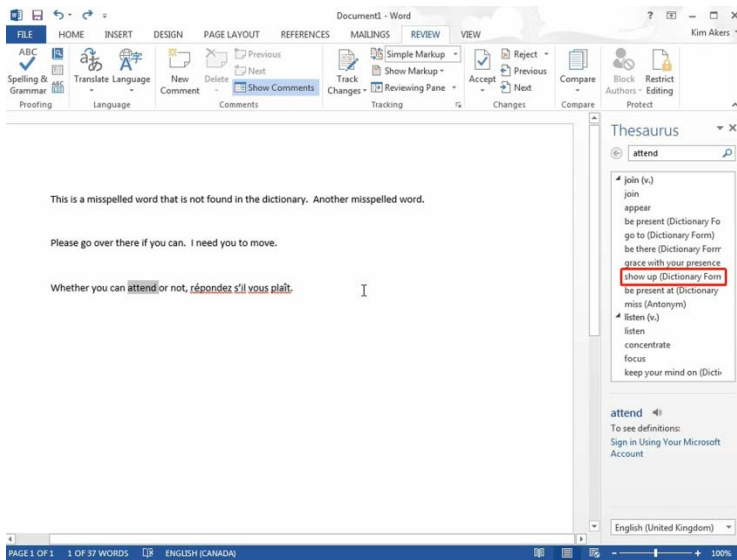 Document1 - Word
FILE HOME INSERT DESIGN PAGE LAYOUT REFERENCES MAILINGS REVIEW VIEW Kim Akers
ABC
Spelling & Grammar
Translate
Language
New Comment
Delete
Previous
Next
Show Comments
Track Changes
Simple Markup
Show Markup
Reviewing Pane
Accept
Reject
Previous
Next
Compare
Block Authors
Restrict Editing
Proofing Language Comments Tracking Changes Compare Protect
This is a misspelled word that is not found in the dictionary. Another misspelled word.
Please go over there if you can. I need you to move.
Whether you can attend or not, répondez s'il vous plaît.
Thesaurus
attend
join (v.)
join
appear
be present (Dictionary Fo
go to (Dictionary Form)
be there (Dictionary Form
grace with your presence
show up (Dictionary Form
be present at (Dictionary
miss (Antonym)
listen (v.)
listen
concentrate
focus
keep your mind on (Dicti
attend
To see definitions:
Sign in Using Your Microsoft
Account
English (United Kingdom)
PAGE 1 OF 1 1 OF 37 WORDS ENGLISH (CANADA) 100%